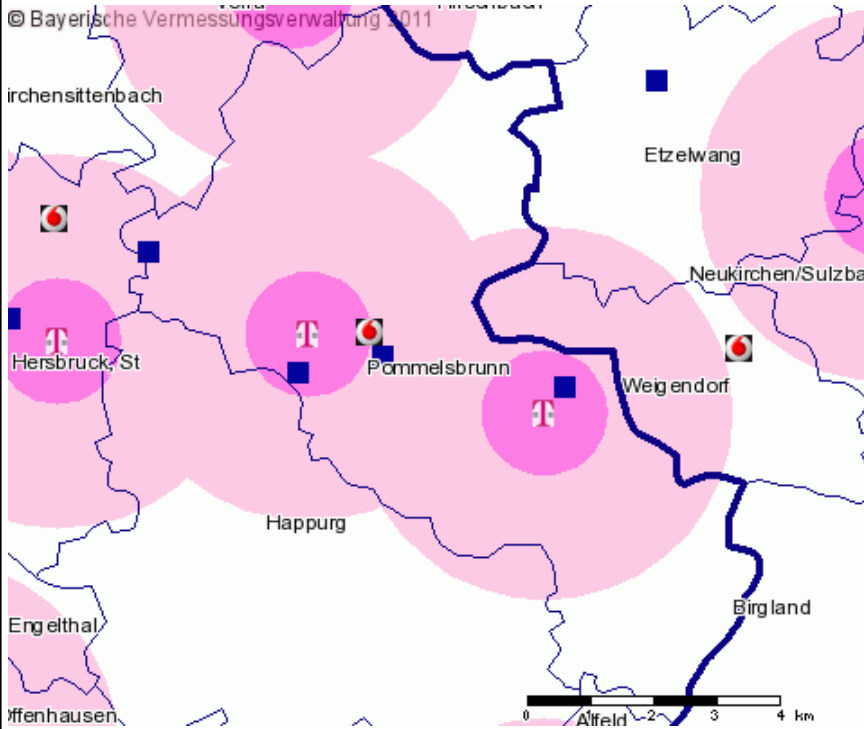 © Bayerische Vermessungsverwaltung 2011
irchensittenbach
Etzelwang
Neukirchen/Sulzba
Hersbruck, St
Pommelsbrunn
Weigendorf
Happurg
Birgland
Engelthal
Offenhausen
Alfeld
0 1 2 3 4 km
T
T
T